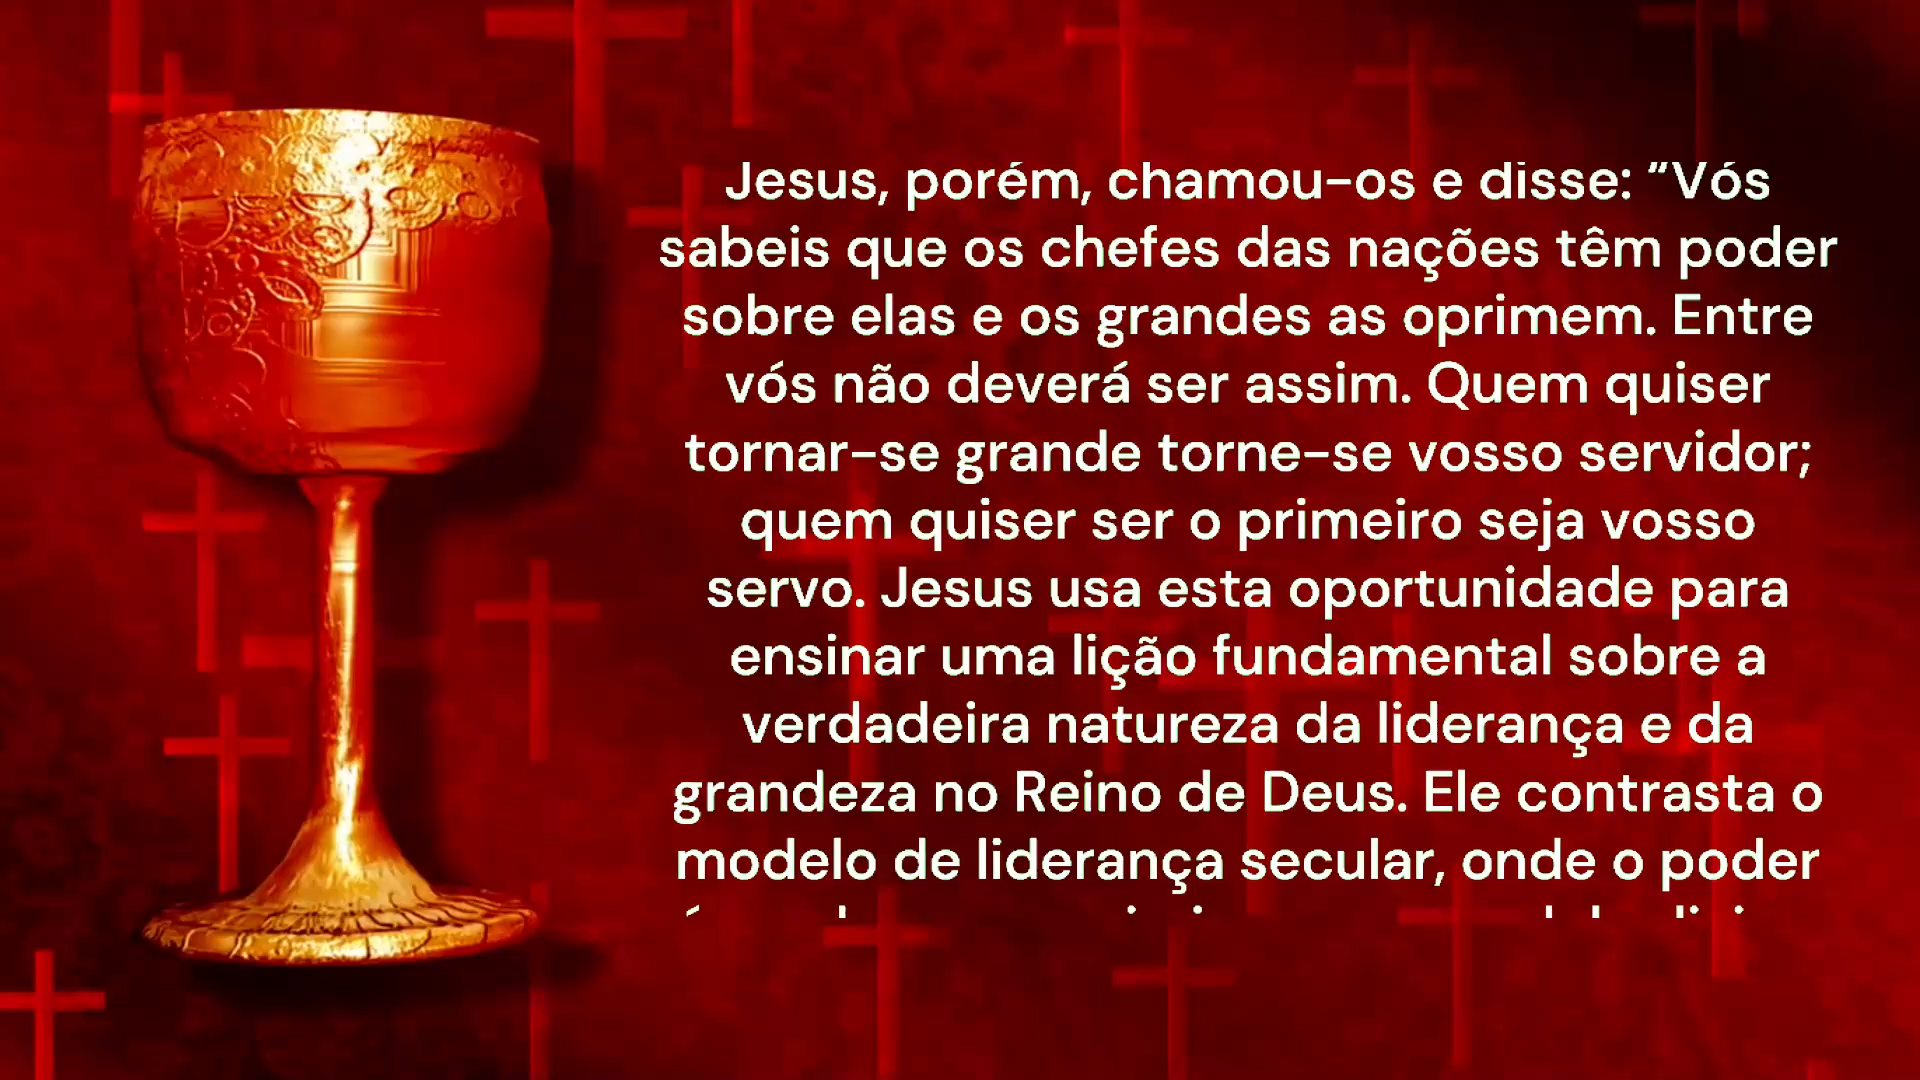 Jesus, porém, chamou-os e disse: “Vós
sabeis que os chefes das nações têm poder
sobre elas e os grandes as oprimem. Entre
vós não deverá ser assim. Quem quiser
tornar-se grande torne-se vosso servidor;
quem quiser ser o primeiro seja vosso
servo. Jesus usa esta oportunidade para
ensinar uma lição fundamental sobre a
verdadeira natureza da liderança e da
grandeza no Reino de Deus. Ele contrasta o
modelo de liderança secular, onde o poder